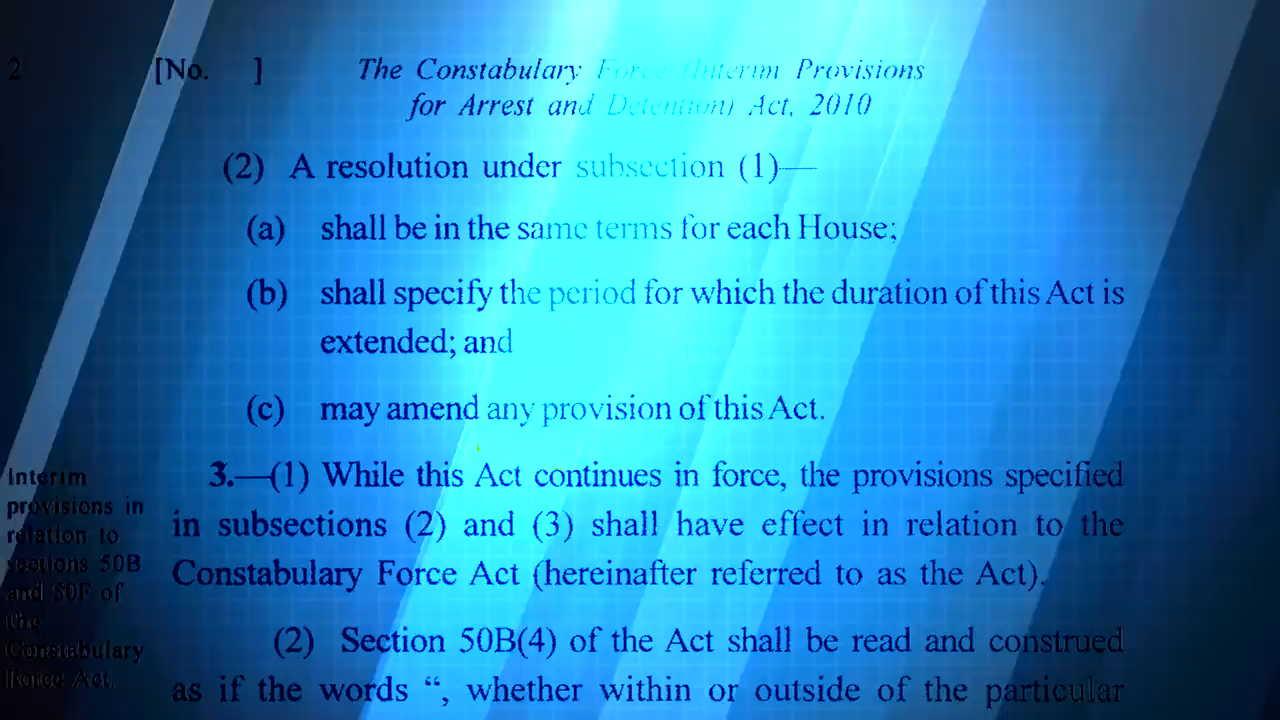 2 [No. ] The Constabulary Force (Interim Provisions
for Arrest and Detention) Act, 2010
(2) A resolution under subsection (1)—
(a) shall be in the same terms for each House;
(b) shall specify the period for which the duration of this Act is
extended; and
(c) may amend any provision of this Act.
Interim
provisions in
relation to
sections 50B
and 50F of
the
Constabulary
Force Act.
3.—(1) While this Act continues in force, the provisions specified
in subsections (2) and (3) shall have effect in relation to the
Constabulary Force Act (hereinafter referred to as the Act).
(2) Section 50B(4) of the Act shall be read and construed
as if the words “, whether within or outside of the particular